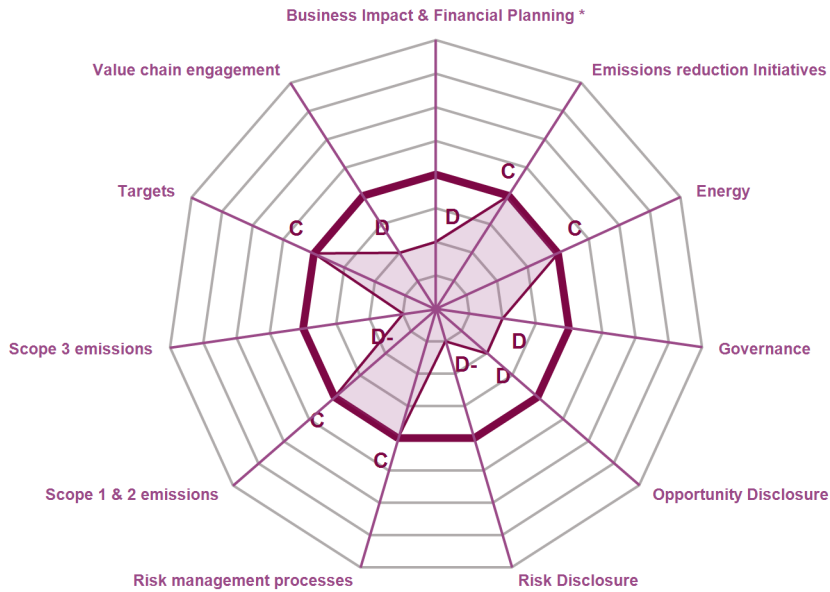 Business Impact & Financial Planning *
Value chain engagement
Emissions reduction Initiatives
C
Targets
Energy
D
C
D
C
Scope 3 emissions
D-
D
Governance
D-
D
C
Scope 1 & 2 emissions
Opportunity Disclosure
C
Risk management processes
Risk Disclosure